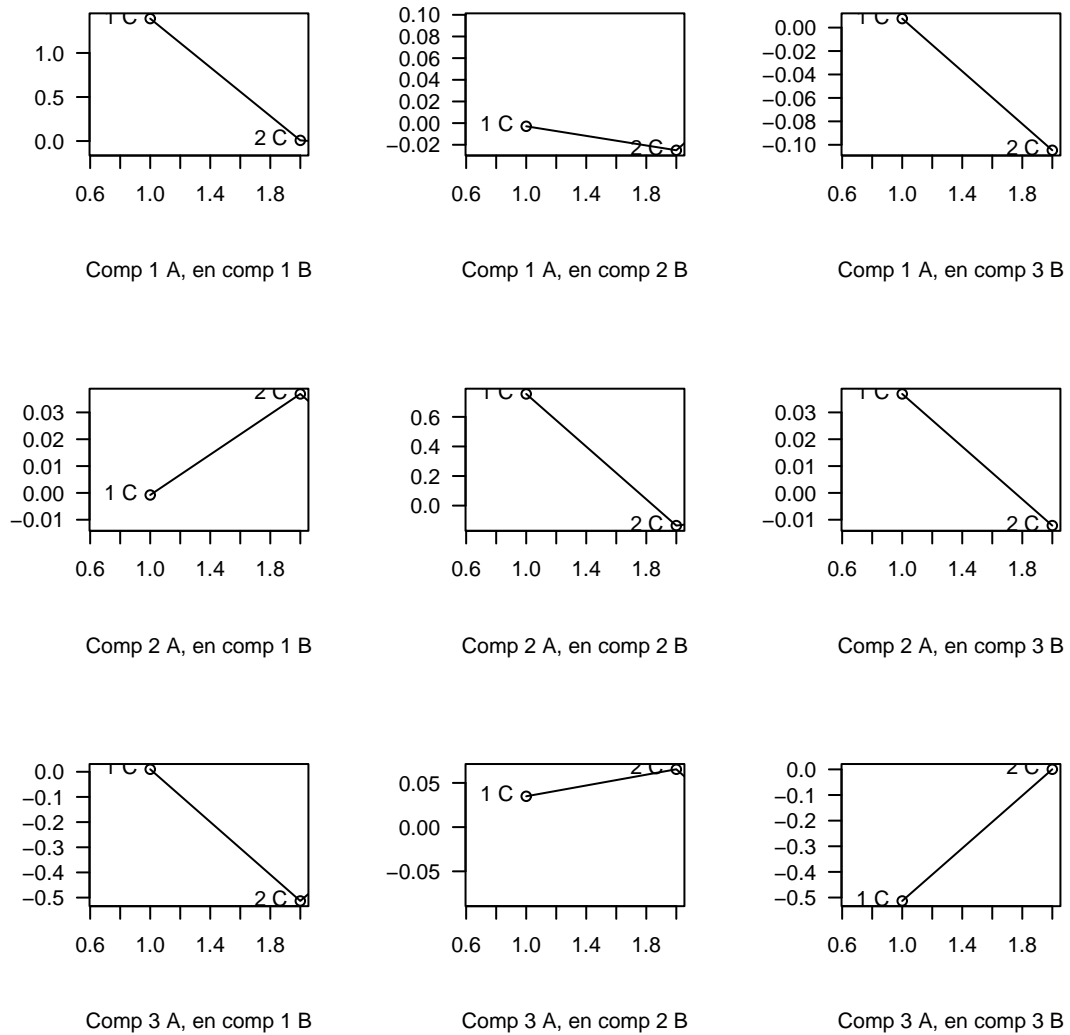 1 C
1.0
0.5
0.0
2 C
0.6 1.0 1.4 1.8
Comp 1 A, en comp 1 B
0.10
0.08
0.06
0.04
0.02
0.00
−0.02
1 C
2 C
0.6 1.0 1.4 1.8
Comp 1 A, en comp 2 B
1 C
0.00
−0.02
−0.04
−0.06
−0.08
−0.10
2 C
0.6 1.0 1.4 1.8
Comp 1 A, en comp 3 B
2 C
0.03
0.02
0.01
0.00
−0.01
1 C
0.6 1.0 1.4 1.8
Comp 2 A, en comp 1 B
1 C
0.6
0.4
0.2
0.0
2 C
0.6 1.0 1.4 1.8
Comp 2 A, en comp 2 B
1 C
0.03
0.02
0.01
0.00
−0.01
2 C
0.6 1.0 1.4 1.8
Comp 2 A, en comp 3 B
1 C
0.0
−0.1
−0.2
−0.3
−0.4
−0.5
2 C
0.6 1.0 1.4 1.8
Comp 3 A, en comp 1 B
2 C
0.05
0.00
−0.05
1 C
0.6 1.0 1.4 1.8
Comp 3 A, en comp 2 B
2 C
0.0
−0.1
−0.2
−0.3
−0.4
−0.5
1 C
0.6 1.0 1.4 1.8
Comp 3 A, en comp 3 B